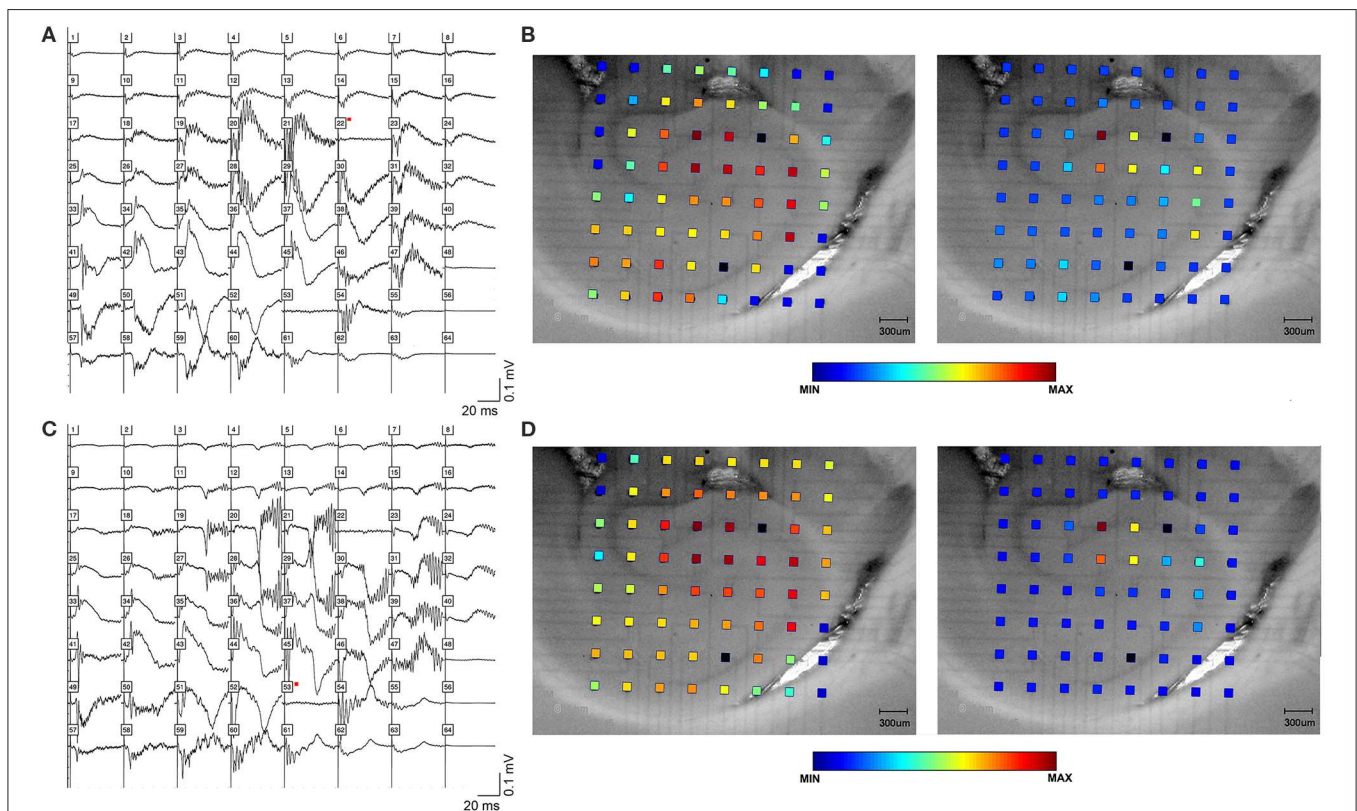 A
1 2 3 4 5 6 7 8
9 10 11 12 13 14 15 16
17 18 19 20 21 22 23 24
25 26 27 28 29 30 31 32
33 34 35 36 37 38 39 40
41 42 43 44 45 46 47 48
49 50 51 52 53 54 55 56
57 58 59 60 61 62 63 64
0.1 mV
20 ms
B
300um
300um
MIN MAX
C
1 2 3 4 5 6 7 8
9 10 11 12 13 14 15 16
17 18 19 20 21 22 23 24
25 26 27 28 29 30 31 32
33 34 35 36 37 38 39 40
41 42 43 44 45 46 47 48
49 50 51 52 53 54 55 56
57 58 59 60 61 62 63 64
0.1 mV
20 ms
D
300um
300um
MIN MAX